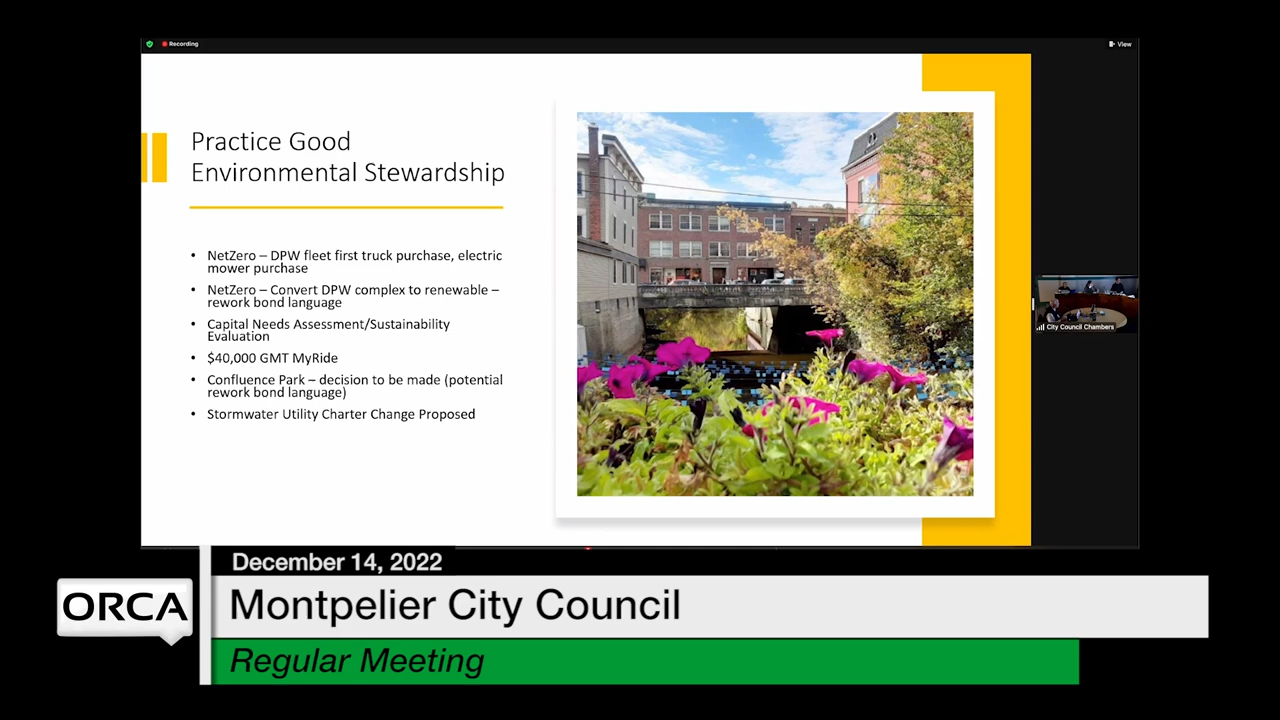 Recording
View
Practice Good
Environmental Stewardship
• NetZero – DPW fleet first truck purchase, electric
mower purchase
• NetZero – Convert DPW complex to renewable –
rework bond language
• Capital Needs Assessment/Sustainability
Evaluation
• $40,000 GMT MyRide
• Confluence Park – decision to be made (potential
rework bond language)
• Stormwater Utility Charter Change Proposed
City Council Chambers
December 14, 2022
ORCA
Montpelier City Council
Regular Meeting